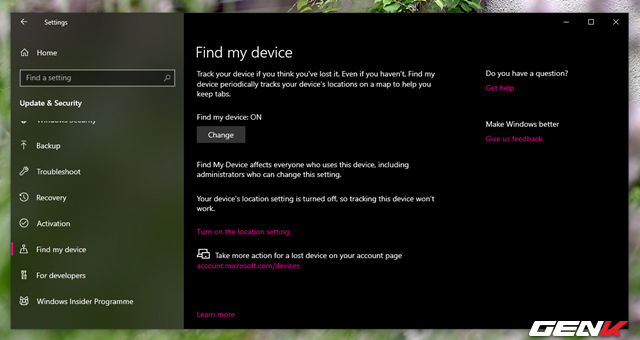 Settings
Home
Find a setting
Update & Security
Windows Security
Backup
Troubleshoot
Recovery
Activation
Find my device
For developers
Windows Insider Programme
Find my device
Track your device if you think you've lost it. Even if you haven't, Find my
device periodically tracks your device's locations on a map to help you
keep tabs.
Find my device: ON
Change
Find My Device affects everyone who uses this device, including
administrators who can change this setting.
Your device's location setting is turned off, so tracking this device won't
work.
Turn on the location setting.
Take more action for a lost device on your account page
account.microsoft.com/devices
Learn more
Do you have a question?
Get help
Make Windows better
Give us feedback
GENK